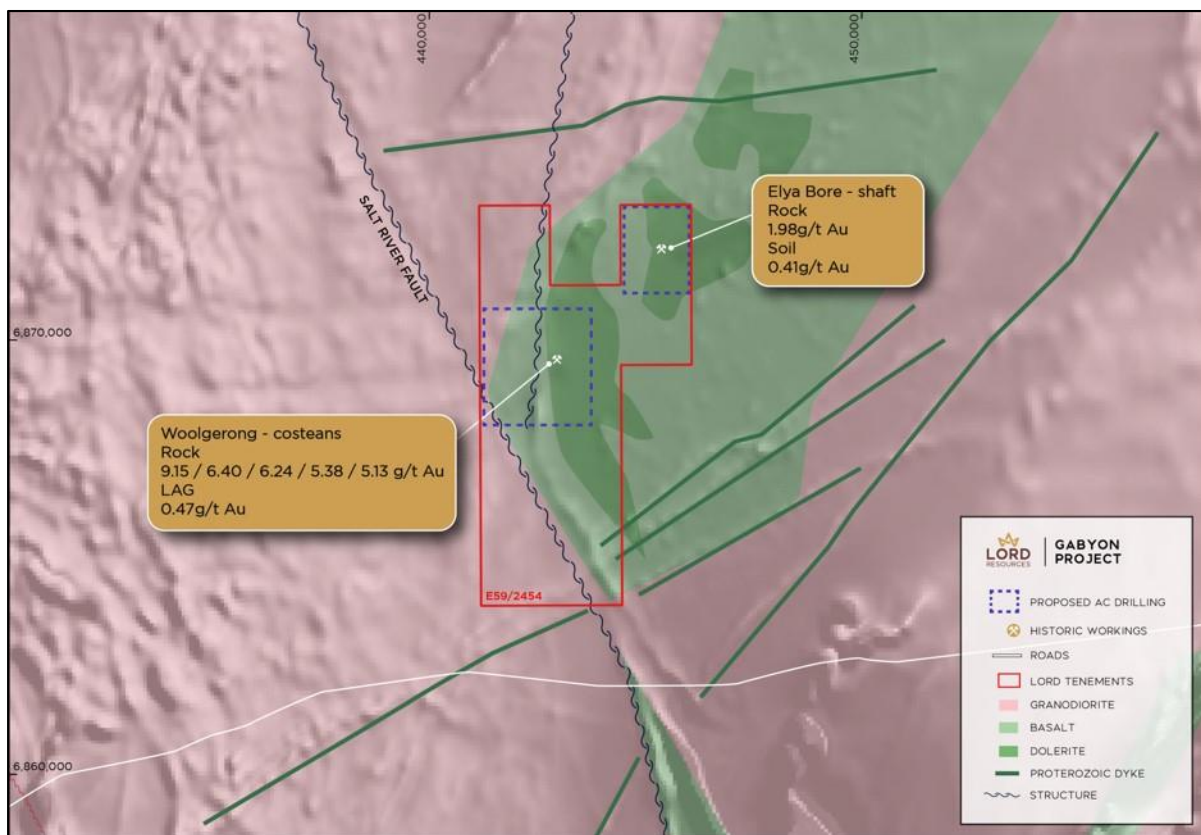 440,000
450,000
SALT RIVER FAULT
Elya Bore - shaft
Rock
1.98g/t Au
Soil
0.41g/t Au
6,870,000
Woolgerong - costeans
Rock
9.15 / 6.40 / 6.24 / 5.38 / 5.13 g/t Au
LAG
0.47g/t Au
E59/2454
6,860,000
LORD
RESOURCES
GABYON
PROJECT
PROPOSED AC DRILLING
HISTORIC WORKINGS
ROADS
LORD TENEMENTS
GRANODIORITE
BASALT
DOLERITE
PROTEROZOIC DYKE
STRUCTURE